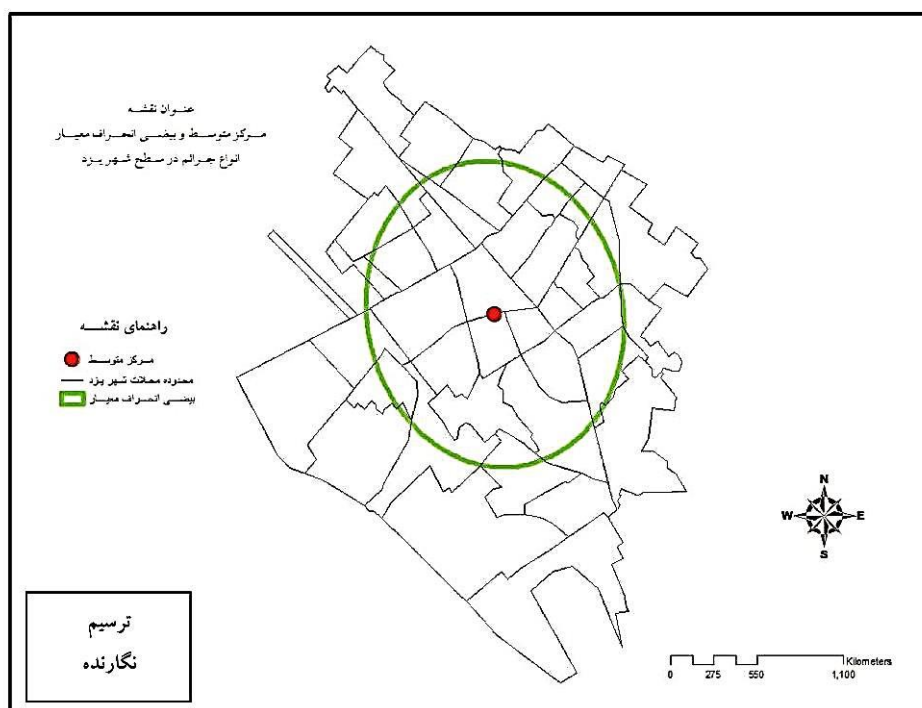 عنوان نقشه
مرکز متوسط و بیضی انحراف معیار
انواع جرائم در سطح شهر یزد
راهنمای نقشه
مرکز متوسط
محدوده محلات شهر یزد
بیضی انحراف معیار
N
W E
S
ترسیم
نگارنده
Kilometers
0 275 550 1,100